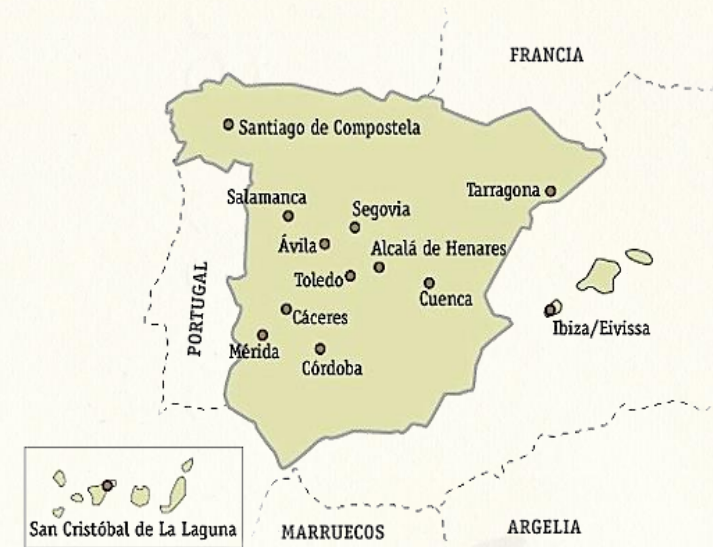 FRANCIA
Santiago de Compostela
Tarragona
Salamanca
Segovia
Ávila
Alcalá de Henares
Toledo
Cuenca
PORTUGAL
Cáceres
Ibiza/Eivissa
Mérida
Córdoba
San Cristóbal de La Laguna
MARRUECOS
ARGELIA